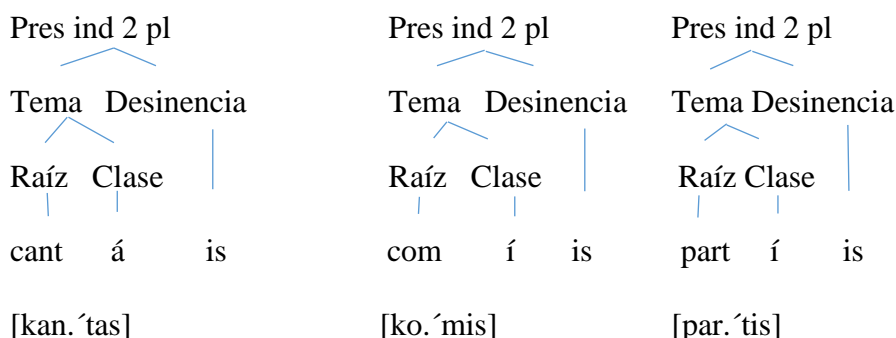 Pres ind 2 pl Pres ind 2 pl Pres ind 2 pl
Tema Desinencia Tema Desinencia Tema Desinencia
Raíz Clase Raíz Clase Raíz Clase
cant á is com í is part í is
[kan.´tas] [ko.´mis] [par.´tis]